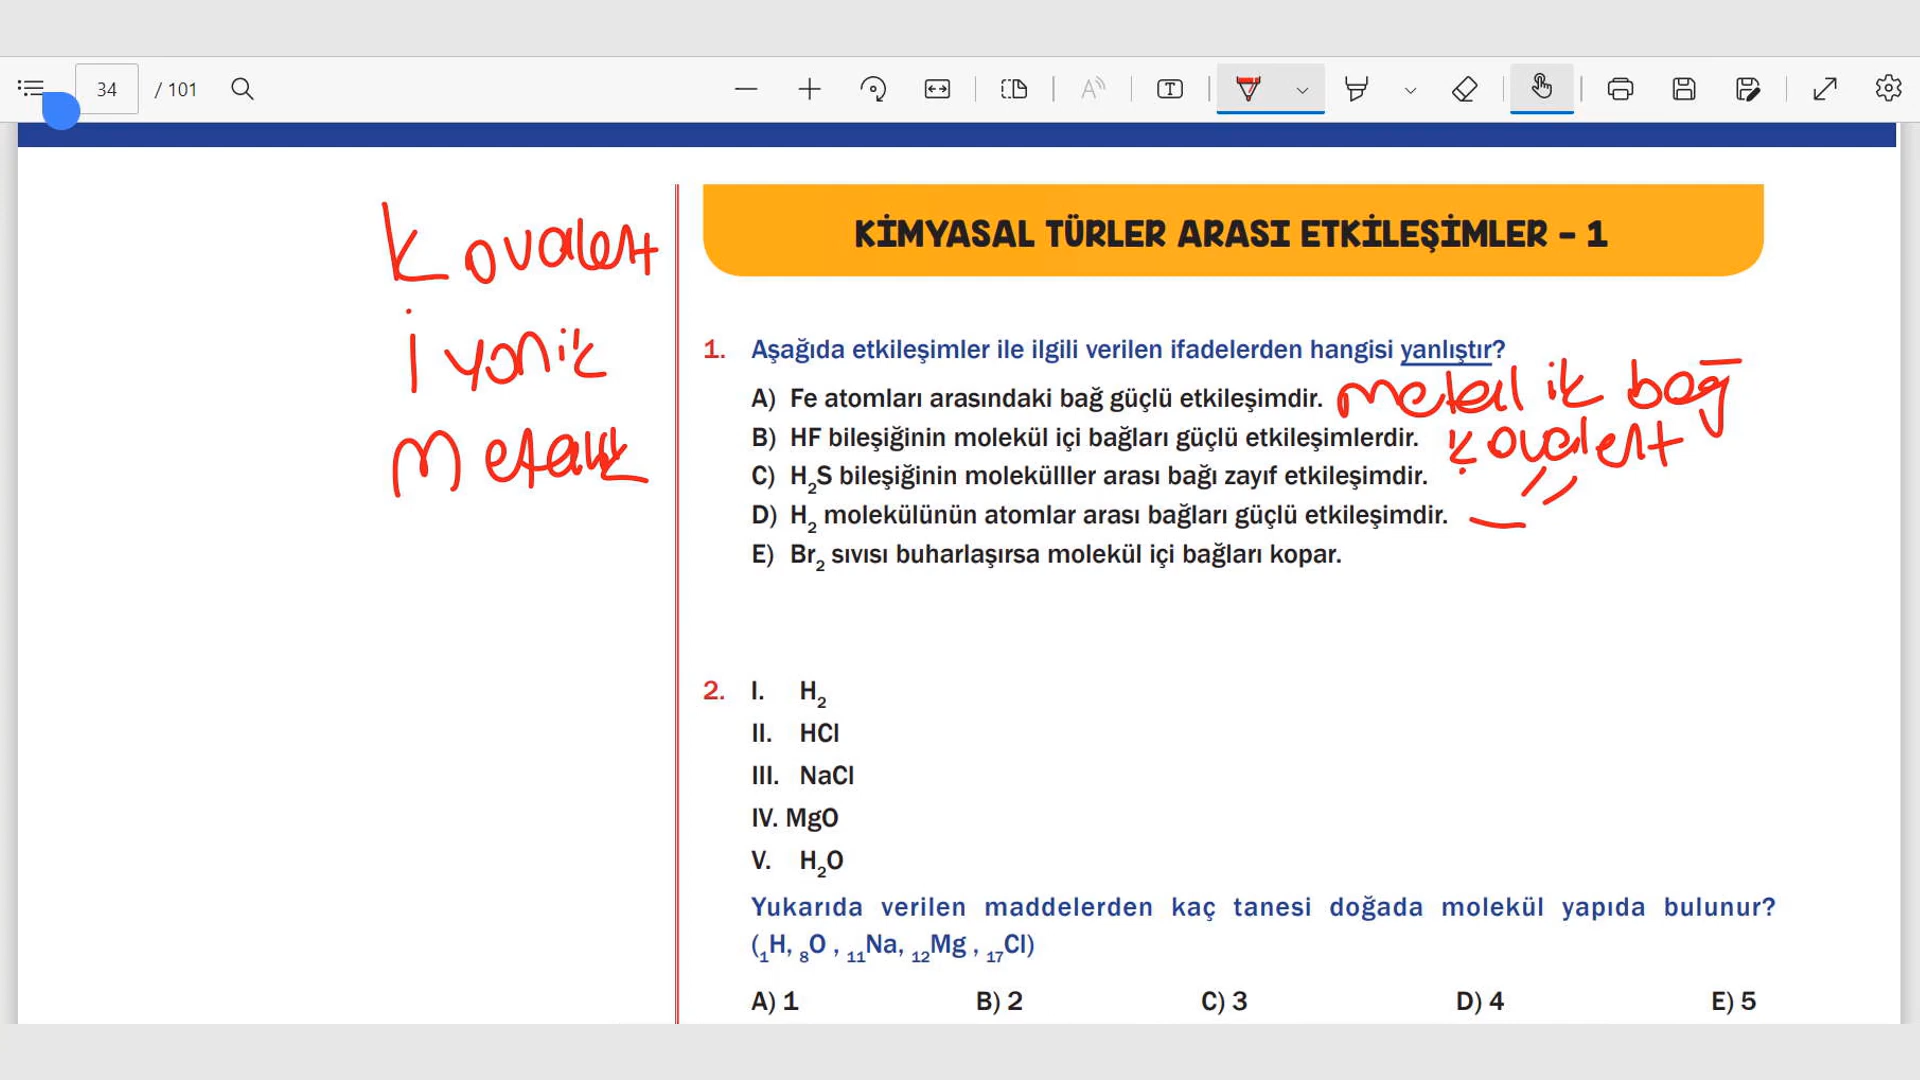 34 / 101
Kovalent
İyonik
Metalik
KİMYASAL TÜRLER ARASI ETKİLEŞİMLER – 1
1. Aşağıda etkileşimler ile ilgili verilen ifadelerden hangisi yanlıştır?
A) Fe atomları arasındaki bağ güçlü etkileşimdir. metalik bağ
B) HF bileşiğinin molekül içi bağları güçlü etkileşimlerdir. kovalent
C) H₂S bileşiğinin molekülller arası bağı zayıf etkileşimdir.
D) H₂ molekülünün atomlar arası bağları güçlü etkileşimdir.
E) Br₂ sıvısı buharlaşırsa molekül içi bağları kopar.
2. I. H₂
II. HCl
III. NaCl
IV. MgO
V. H₂O
Yukarıda verilen maddelerden kaç tanesi doğada molekül yapıda bulunur?
(₁H, ₈O , ₁₁Na, ₁₂Mg , ₁₇Cl)
A) 1 B) 2 C) 3 D) 4 E) 5